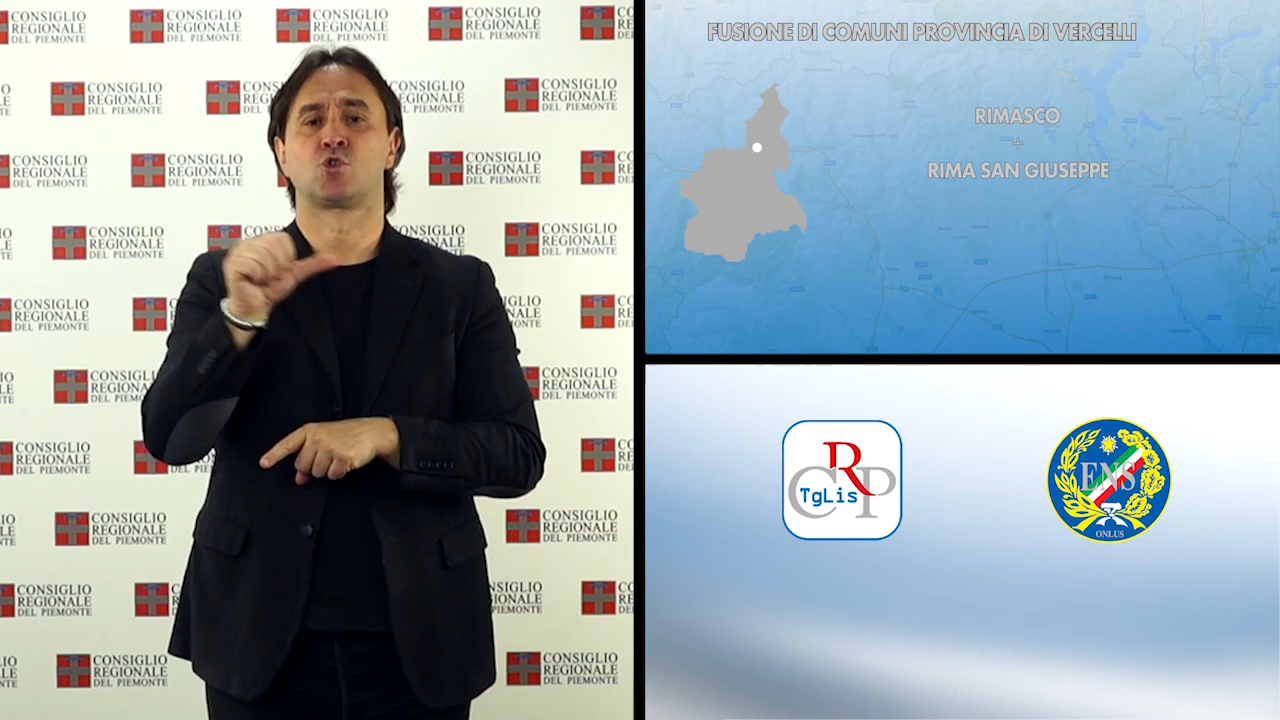 FUSIONE DI COMUNI PROVINCIA DI VERCELLI
RIMASCO
+
RIMA SAN GIUSEPPE
CONSIGLIO
REGIONALE
DEL PIEMONTE
CRP
TgLis
ENS
ONLUS